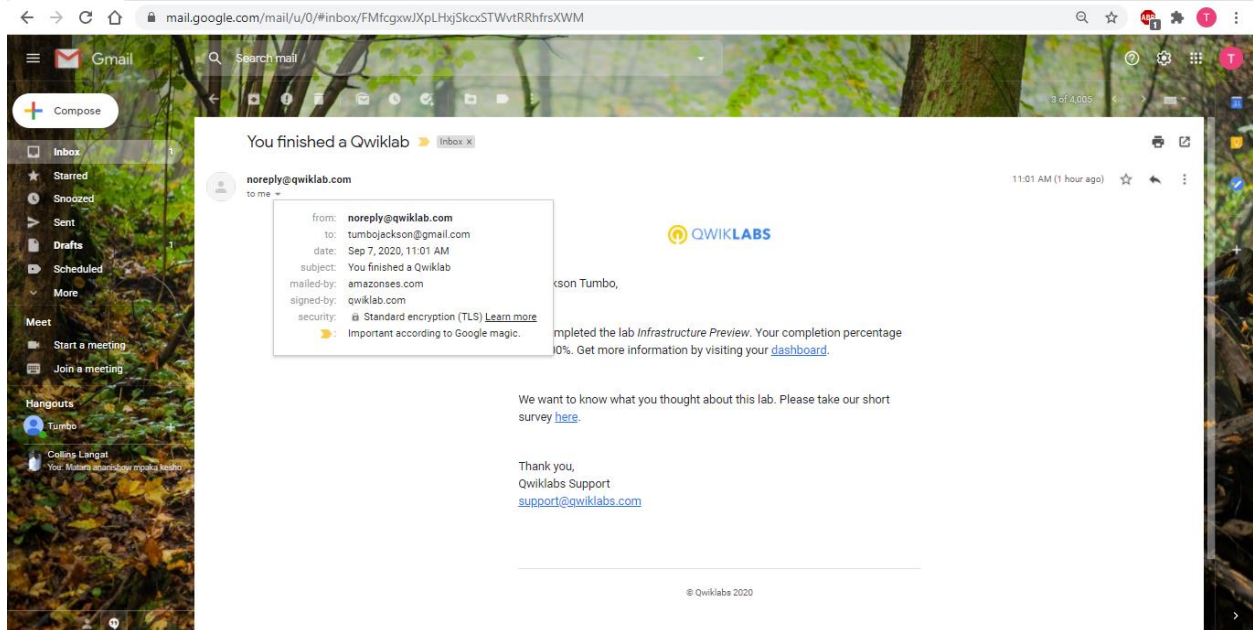 mail.google.com/mail/u/0/#inbox/FMfcgxwJXpLHxjSkcxSTWvtRRhfrsXWM
ABP
1
T
Gmail
Search mail
T
Compose
3 of 4,005
31
You finished a Qwiklab
Inbox x
Inbox 1
Starred
Snoozed
Sent
Drafts 1
Scheduled
More
noreply@qwiklab.com
11:01 AM (1 hour ago)
to me
from: noreply@qwiklab.com
to: tumbojackson@gmail.com
date: Sep 7, 2020, 11:01 AM
subject: You finished a Qwiklab
mailed-by: amazonses.com
signed-by: qwiklab.com
security: Standard encryption (TLS) Learn more
: Important according to Google magic.
QWIKLABS
kson Tumbo,
mpleted the lab Infrastructure Preview. Your completion percentage
00%. Get more information by visiting your dashboard.
We want to know what you thought about this lab. Please take our short
survey here.
Thank you,
Qwiklabs Support
support@qwiklabs.com
© Qwiklabs 2020
Meet
Start a meeting
Join a meeting
Hangouts
Tumbo
Collins Langat
You: Matara ananishow mpaka kesho